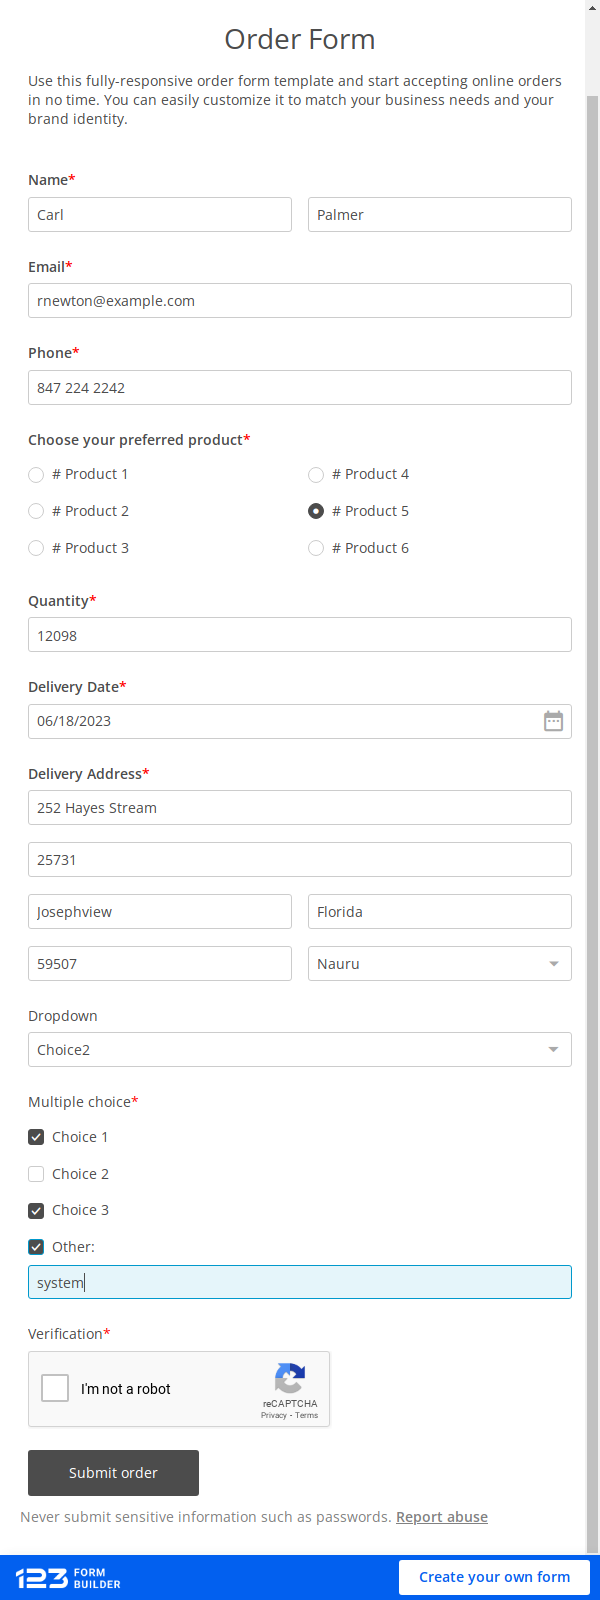 Order Form
Use this fully-responsive order form template and start accepting online orders
in no time. You can easily customize it to match your business needs and your
brand identity.
Name*
Carl Palmer
Email*
rnewton@example.com
Phone*
847 224 2242
Choose your preferred product*
# Product 1 # Product 4
# Product 2 # Product 5
# Product 3 # Product 6
Quantity*
12098
Delivery Date*
06/18/2023
Delivery Address*
252 Hayes Stream
25731
Josephview Florida
59507 Nauru
Dropdown
Choice2
Multiple choice*
Choice 1
Choice 2
Choice 3
Other:
system
Verification*
I'm not a robot
reCAPTCHA
Privacy - Terms
Submit order
Never submit sensitive information such as passwords. Report abuse
123 FORM BUILDER Create your own form